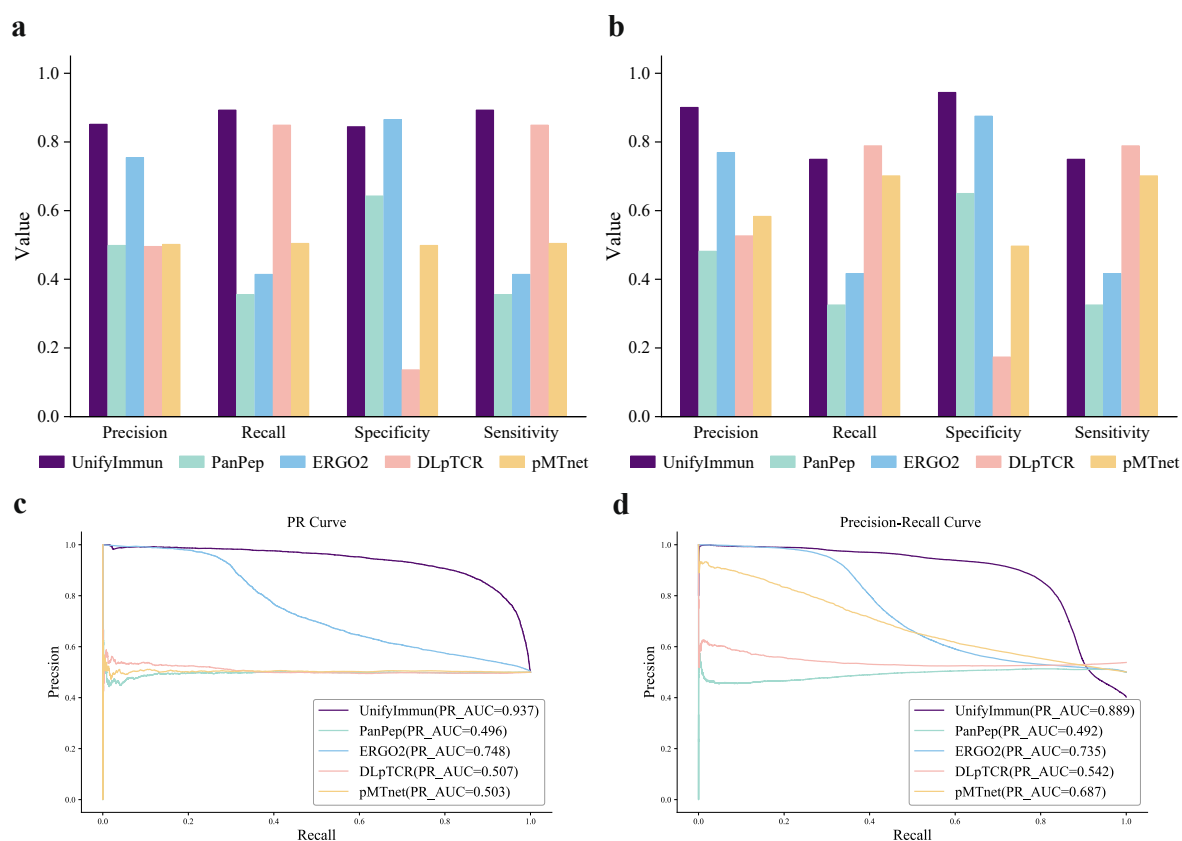 a
1.0
0.8
0.6
0.4
0.2
0.0
Value
Precision Recall Specificity Sensitivity
UnifyImmun PanPep ERGO2 DLpTCR pMTnet
b
1.0
0.8
0.6
0.4
0.2
0.0
Value
Precision Recall Specificity Sensitivity
UnifyImmun PanPep ERGO2 DLpTCR pMTnet
c
PR Curve
1.0
0.8
0.6
0.4
0.2
0.0
Precsion
UnifyImmun(PR_AUC=0.937)
PanPep(PR_AUC=0.496)
ERGO2(PR_AUC=0.748)
DLpTCR(PR_AUC=0.507)
pMTnet(PR_AUC=0.503)
0.0 0.2 0.4 0.6 0.8 1.0
Recall
d
Precision-Recall Curve
1.0
0.8
0.6
0.4
0.2
0.0
Precsion
UnifyImmun(PR_AUC=0.889)
PanPep(PR_AUC=0.492)
ERGO2(PR_AUC=0.735)
DLpTCR(PR_AUC=0.542)
pMTnet(PR_AUC=0.687)
0.0 0.2 0.4 0.6 0.8 1.0
Recall